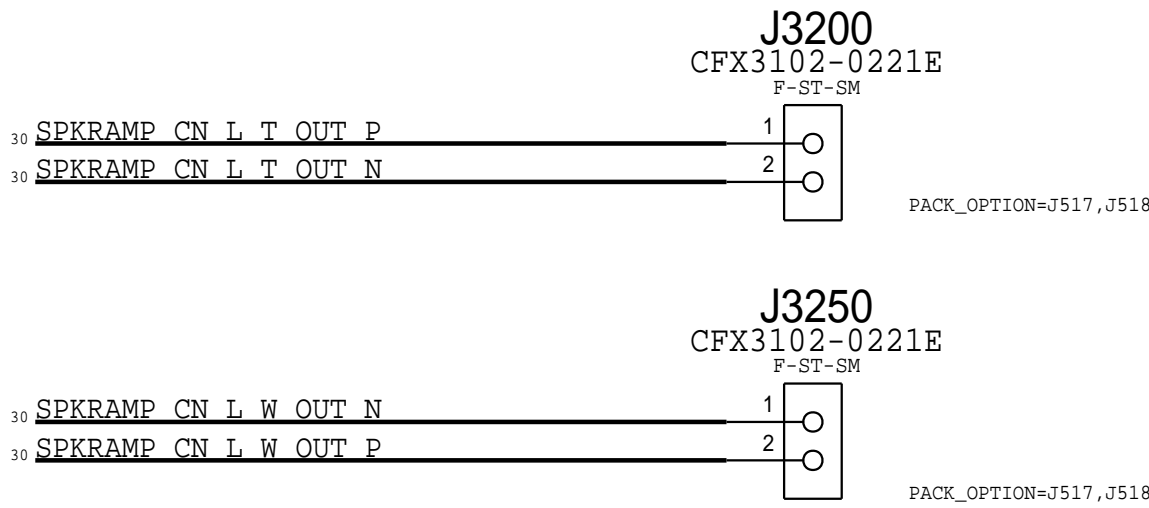 J3200
CFX3102-0221E
F-ST-SM
30 SPKRAMP CN L T OUT P 1
30 SPKRAMP CN L T OUT N 2
PACK_OPTION=J517,J518
J3250
CFX3102-0221E
F-ST-SM
30 SPKRAMP CN L W OUT N 1
30 SPKRAMP CN L W OUT P 2
PACK_OPTION=J517,J518